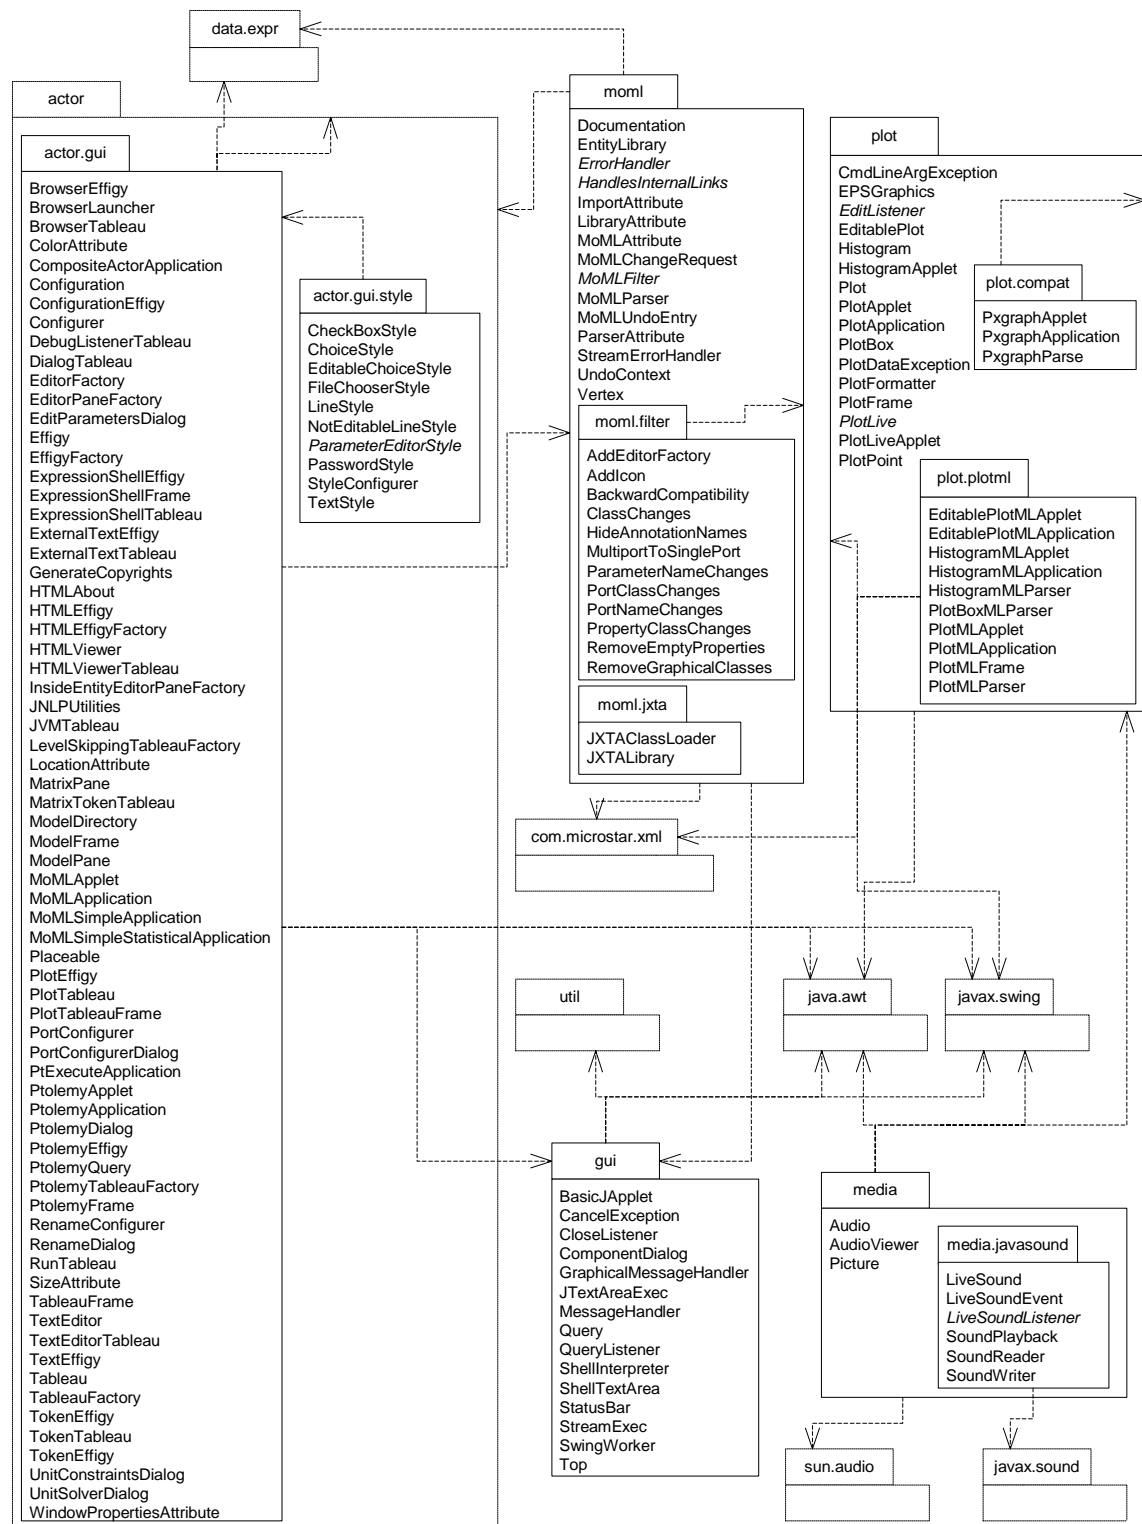 data.expr
actor
actor.gui
BrowserEffigy
BrowserLauncher
BrowserTableau
ColorAttribute
CompositeActorApplication
Configuration
ConfigurationEffigy
Configurer
DebugListenerTableau
DialogTableau
EditorFactory
EditorPaneFactory
EditParametersDialog
Effigy
EffigyFactory
ExpressionShellEffigy
ExpressionShellFrame
ExpressionShellTableau
ExternalTextEffigy
ExternalTextTableau
GenerateCopyrights
HTMLAbout
HTMLEffigy
HTMLEffigyFactory
HTMLViewer
HTMLViewerTableau
InsideEntityEditorPaneFactory
JNLPUtilities
JVMTableau
LevelSkippingTableauFactory
LocationAttribute
MatrixPane
MatrixTokenTableau
ModelDirectory
ModelFrame
ModelPane
MoMLApplet
MoMLApplication
MoMLSimpleApplication
MoMLSimpleStatisticalApplication
Placeable
PlotEffigy
PlotTableau
PlotTableauFrame
PortConfigurer
PortConfigurerDialog
PtExecuteApplication
PtolemyApplet
PtolemyApplication
PtolemyDialog
PtolemyEffigy
PtolemyQuery
PtolemyTableauFactory
PtolemyFrame
RenameConfigurer
RenameDialog
RunTableau
SizeAttribute
TableauFrame
TextEditor
TextEditorTableau
TextEffigy
Tableau
TableauFactory
TokenEffigy
TokenTableau
TokenEffigy
UnitConstraintsDialog
UnitSolverDialog
WindowPropertiesAttribute
actor.gui.style
CheckBoxStyle
ChoiceStyle
EditableChoiceStyle
FileChooserStyle
LineStyle
NotEditableLineStyle
ParameterEditorStyle
PasswordStyle
StyleConfigurer
TextStyle
moml
Documentation
EntityLibrary
ErrorHandler
HandlesInternalLinks
ImportAttribute
LibraryAttribute
MoMLAttribute
MoMLChangeRequest
MoMLFilter
MoMLParser
MoMLUndoEntry
ParserAttribute
StreamErrorHandler
UndoContext
Vertex
moml.filter
AddEditorFactory
AddIcon
BackwardCompatibility
ClassChanges
HideAnnotationNames
MultiportToSinglePort
ParameterNameChanges
PortClassChanges
PortNameChanges
PropertyClassChanges
RemoveEmptyProperties
RemoveGraphicalClasses
moml.jxta
JXTAClassLoader
JXTALibrary
com.microstar.xml
plot
CmdLineArgException
EPSGraphics
EditListener
EditablePlot
Histogram
HistogramApplet
Plot
PlotApplet
PlotApplication
PlotBox
PlotDataException
PlotFormatter
PlotFrame
PlotLive
PlotLiveApplet
PlotPoint
plot.compat
PxgraphApplet
PxgraphApplication
PxgraphParse
plot.plotml
EditablePlotMLApplet
EditablePlotMLApplication
HistogramMLApplet
HistogramMLApplication
HistogramMLParser
PlotBoxMLParser
PlotMLApplet
PlotMLApplication
PlotMLFrame
PlotMLParser
util
java.awt
javax.swing
gui
BasicJApplet
CancelException
CloseListener
ComponentDialog
GraphicalMessageHandler
JTextAreaExec
MessageHandler
Query
QueryListener
ShellInterpreter
ShellTextArea
StatusBar
StreamExec
SwingWorker
Top
media
Audio
AudioViewer
Picture
media.javasound
LiveSound
LiveSoundEvent
LiveSoundListener
SoundPlayback
SoundReader
SoundWriter
sun.audio
javax.sound